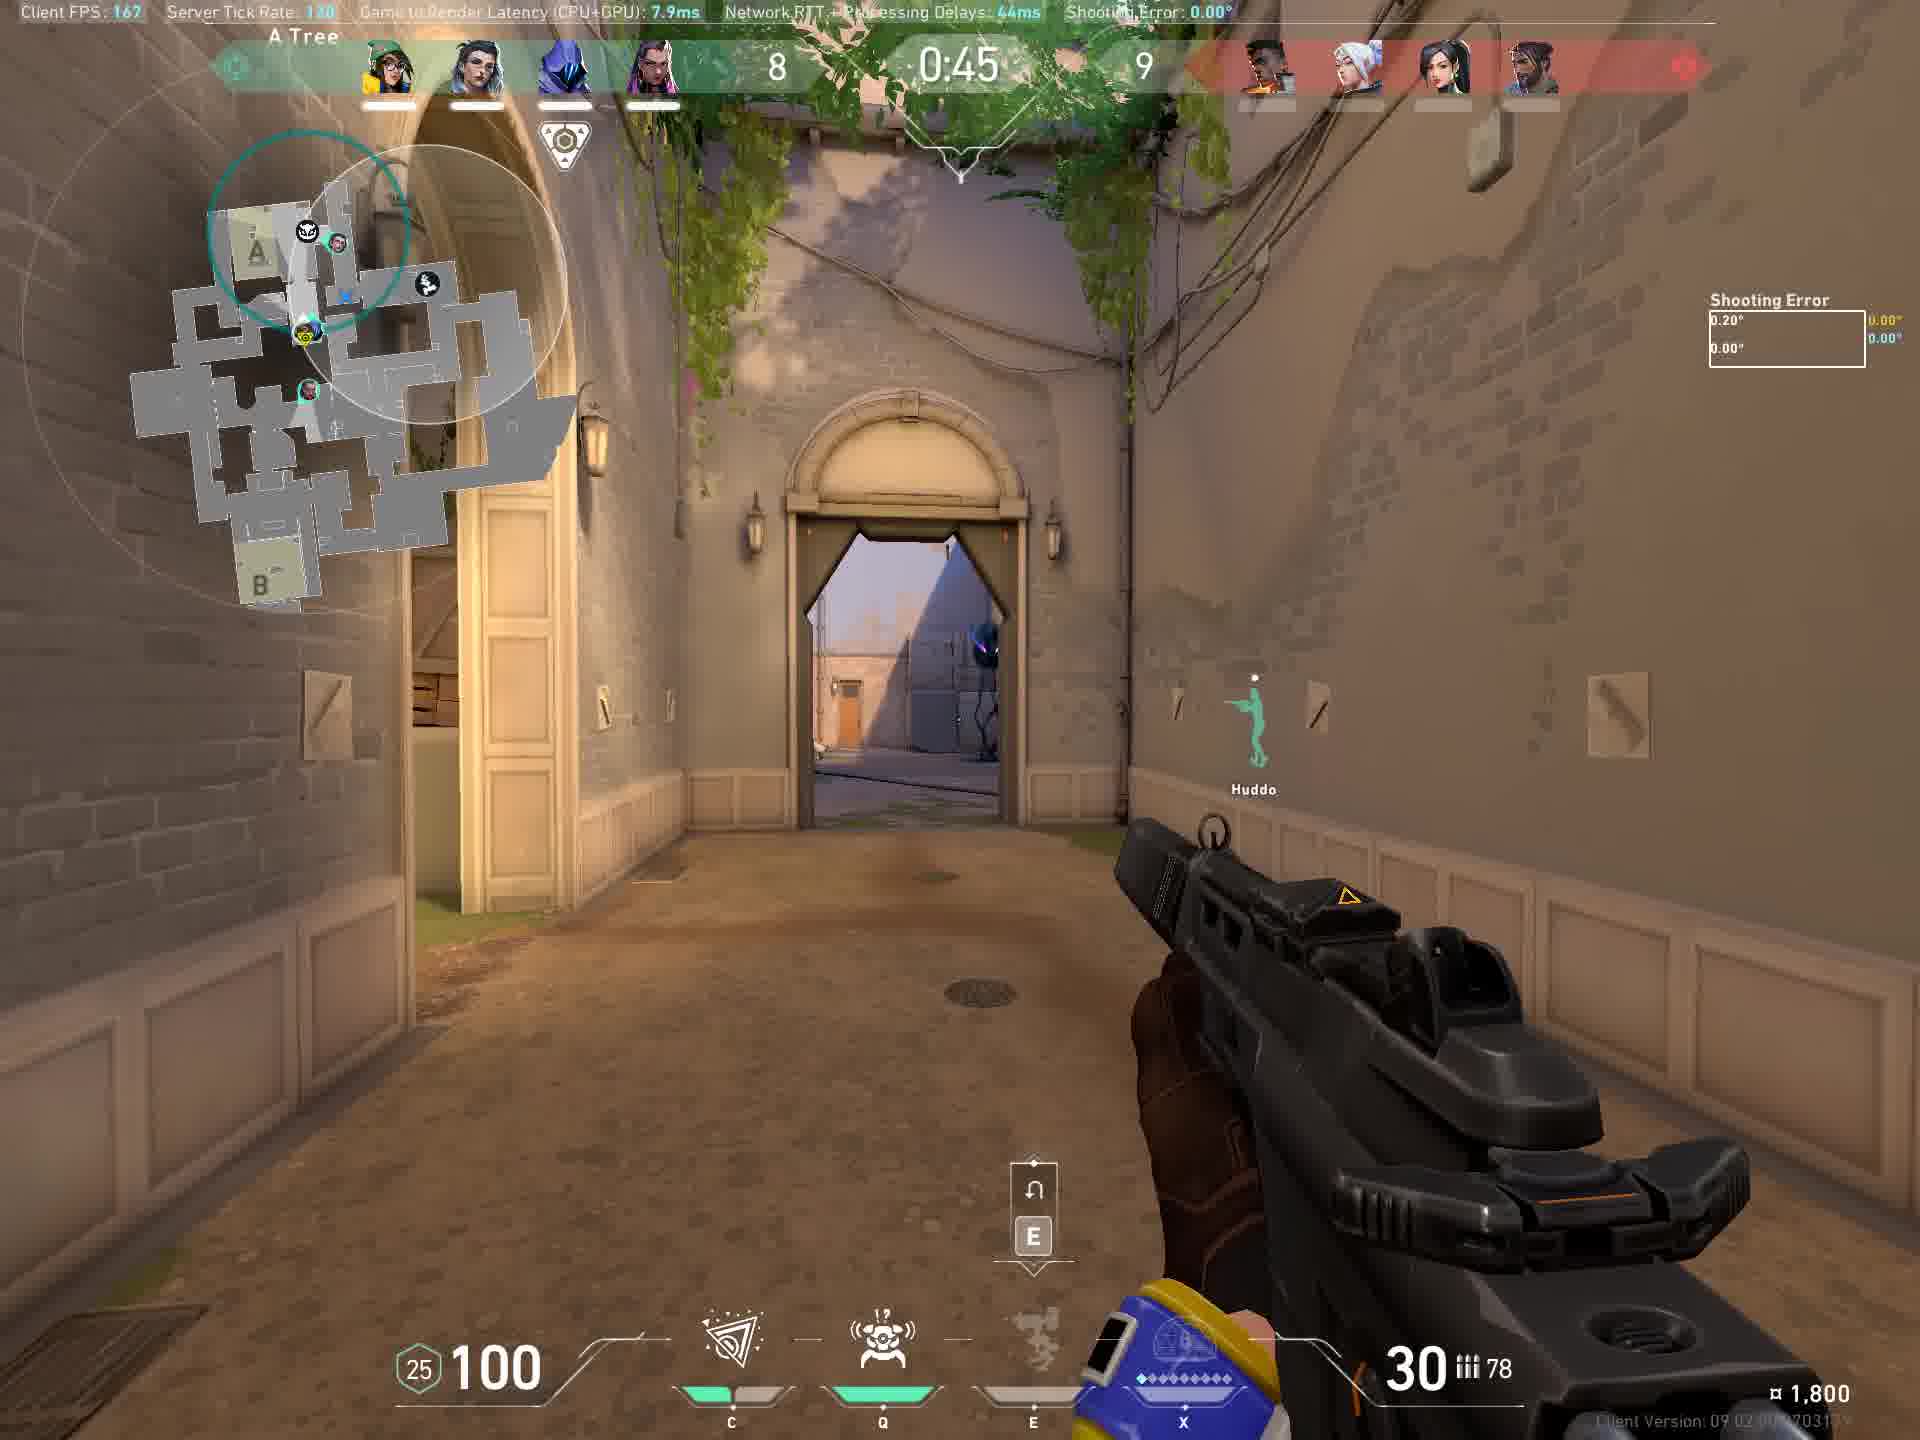 Client FPS: 167 Server Tick Rate: 130 Game to Render Latency (CPU+GPU): 7.9ms Network RTT + Processing Delays: 44ms Shooting Error: 0.00°
A Tree
8 0:45 9
A
B
Shooting Error
0.20° 0.00°
0.00°
0.00°
Huddo
E
25 100
30 78
¤ 1,800
C Q E X